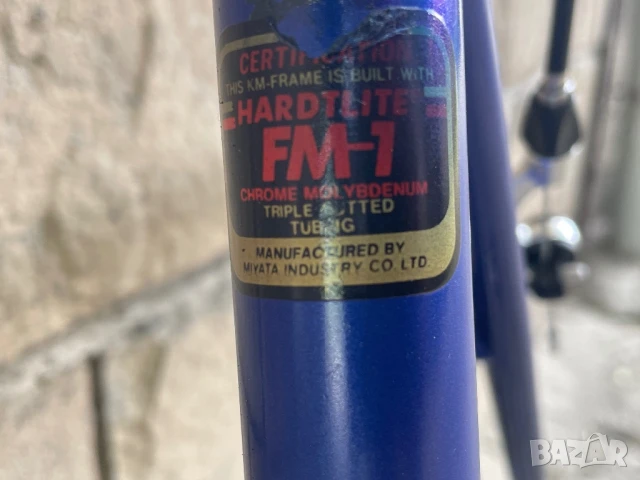 CERTIFICATION
THIS KM-FRAME IS BUILT WITH
HARDTLITE
FM-1
CHROME MOLYBDENUM
TRIPLE BUTTED
TUBING
MANUFACTURED BY
MIYATA INDUSTRY CO. LTD.
BAZAR